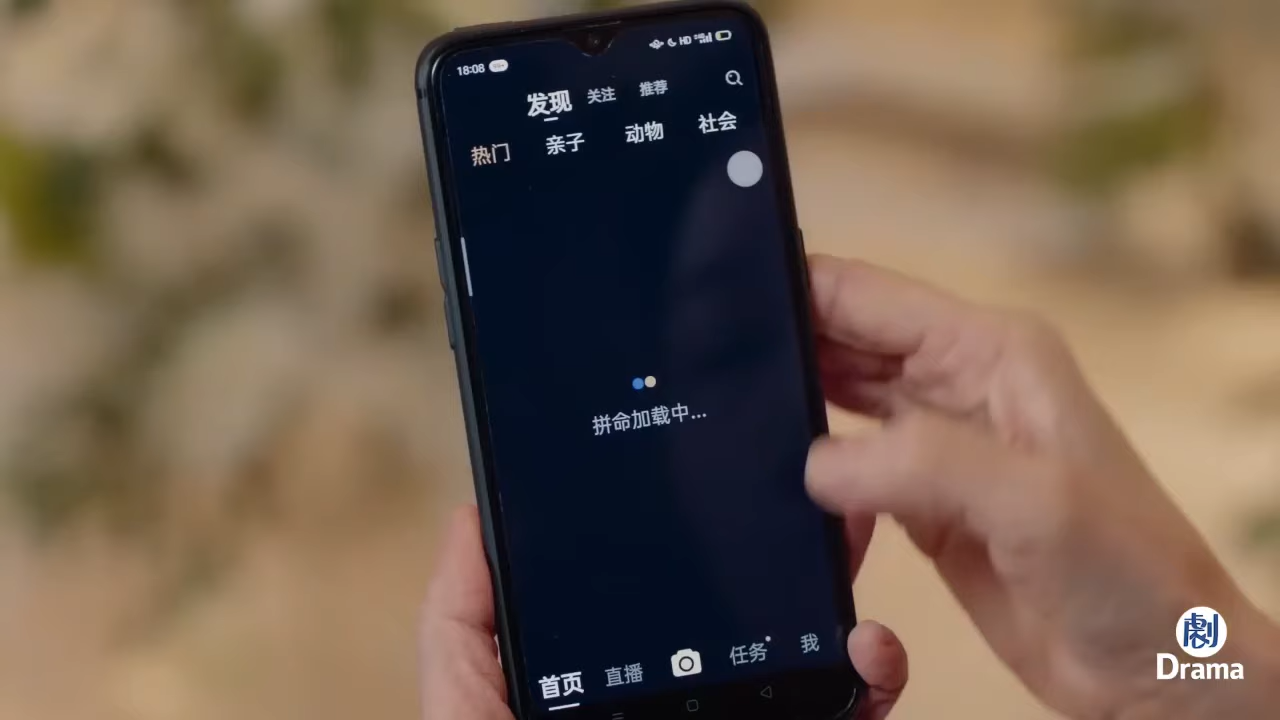 18:08
HD
发现 关注 推荐
热门 亲子 动物 社会
拼命加载中...
首页 直播 任务 我
劇
Drama